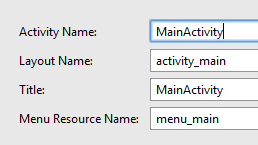 Activity Name: MainActivity
Layout Name: activity_main
Title: MainActivity
Menu Resource Name: menu_main